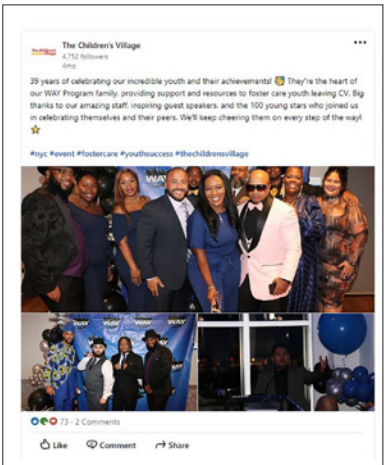 The Children's Village
4,752 followers
4mo
39 years of celebrating our incredible youth and their achievements! 🎉 They're the heart of
our WAY Program family, providing support and resources to foster care youth leaving CV. Big
thanks to our amazing staff, inspiring guest speakers, and the 100 young stars who joined us
in celebrating themselves and their peers. We'll keep cheering them on every step of the way!
⭐
#nyc #event #fostercare #youthsuccess #thechildrensvillage
WAY
WAY
WAY
73 · 2 Comments
Like Comment Share